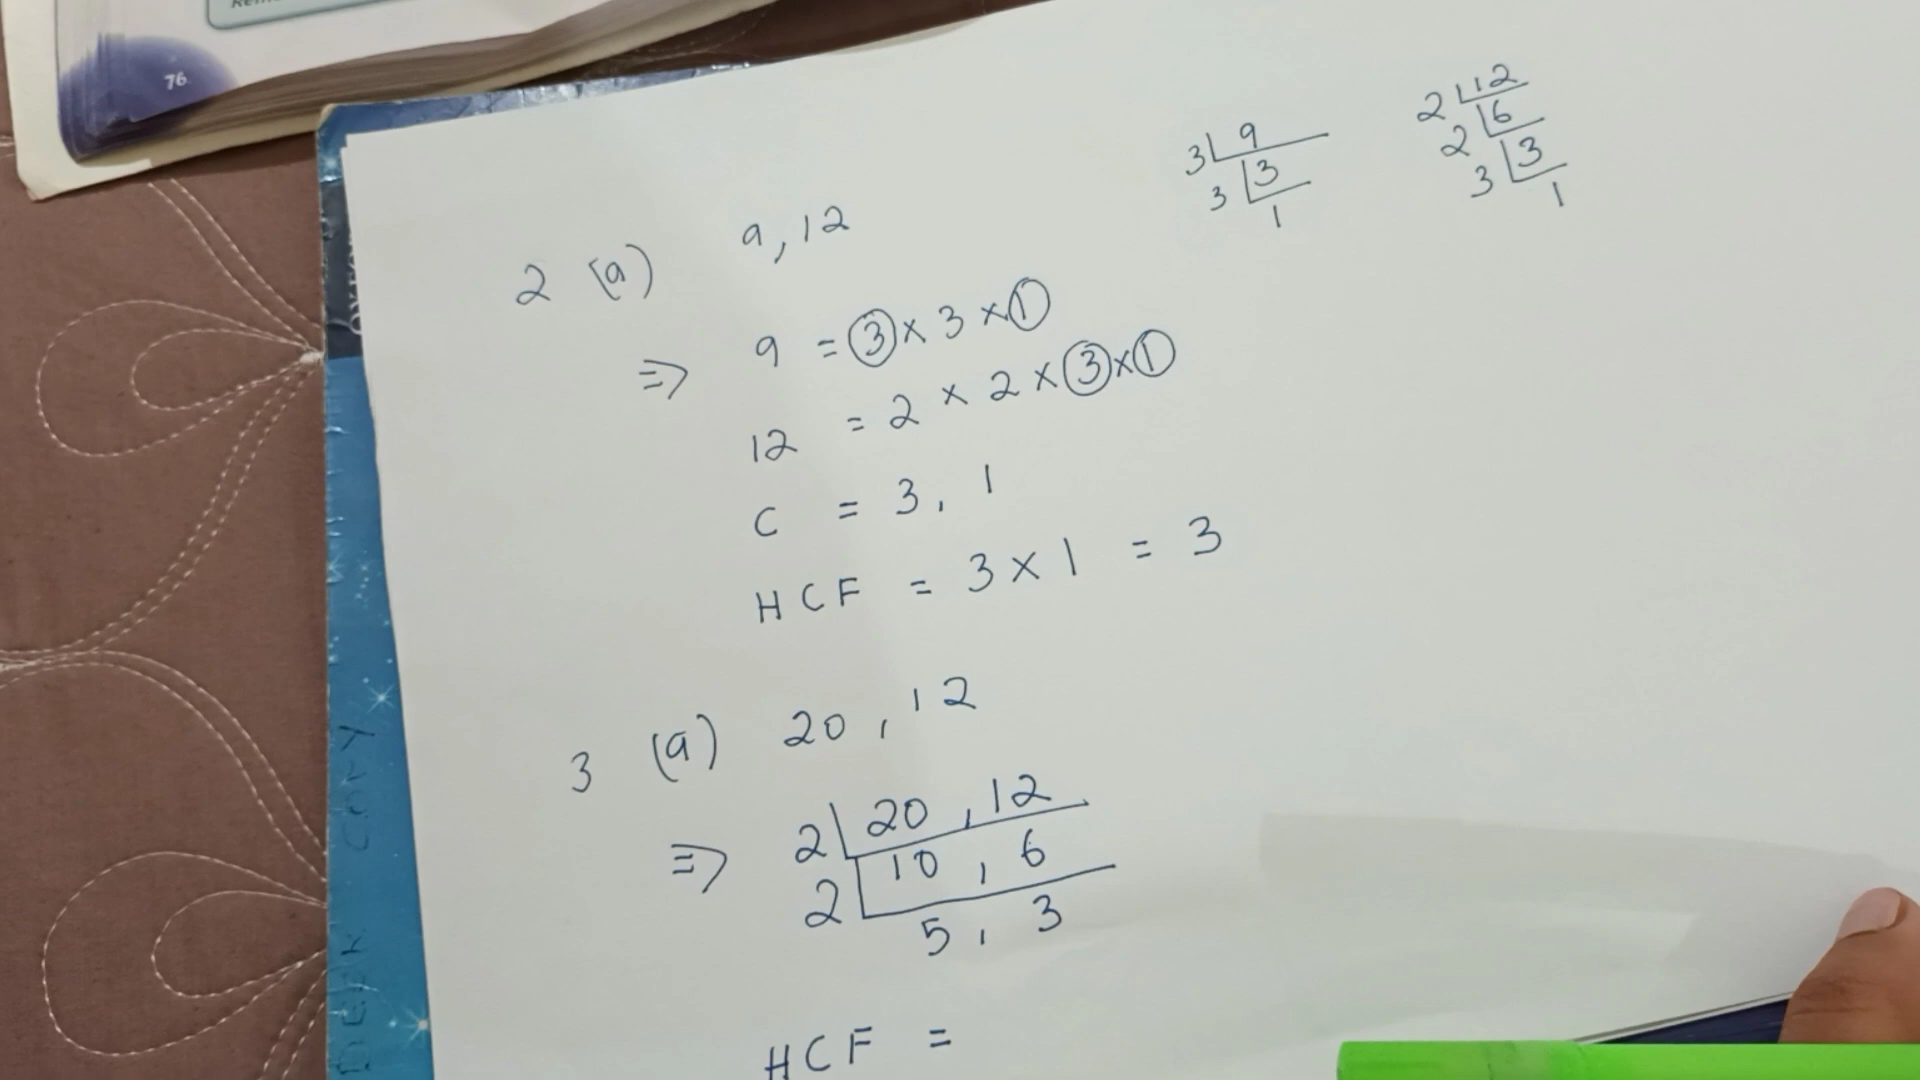 76
3 9
3 3
1
2 12
2 6
3 3
1
2 (a) 9, 12
⇒ 9 = 3 × 3 × 1
12 = 2 × 2 × 3 × 1
C = 3, 1
HCF = 3 × 1 = 3
3 (a) 20, 12
⇒ 2 20, 12
2 10, 6
5, 3
HCF =